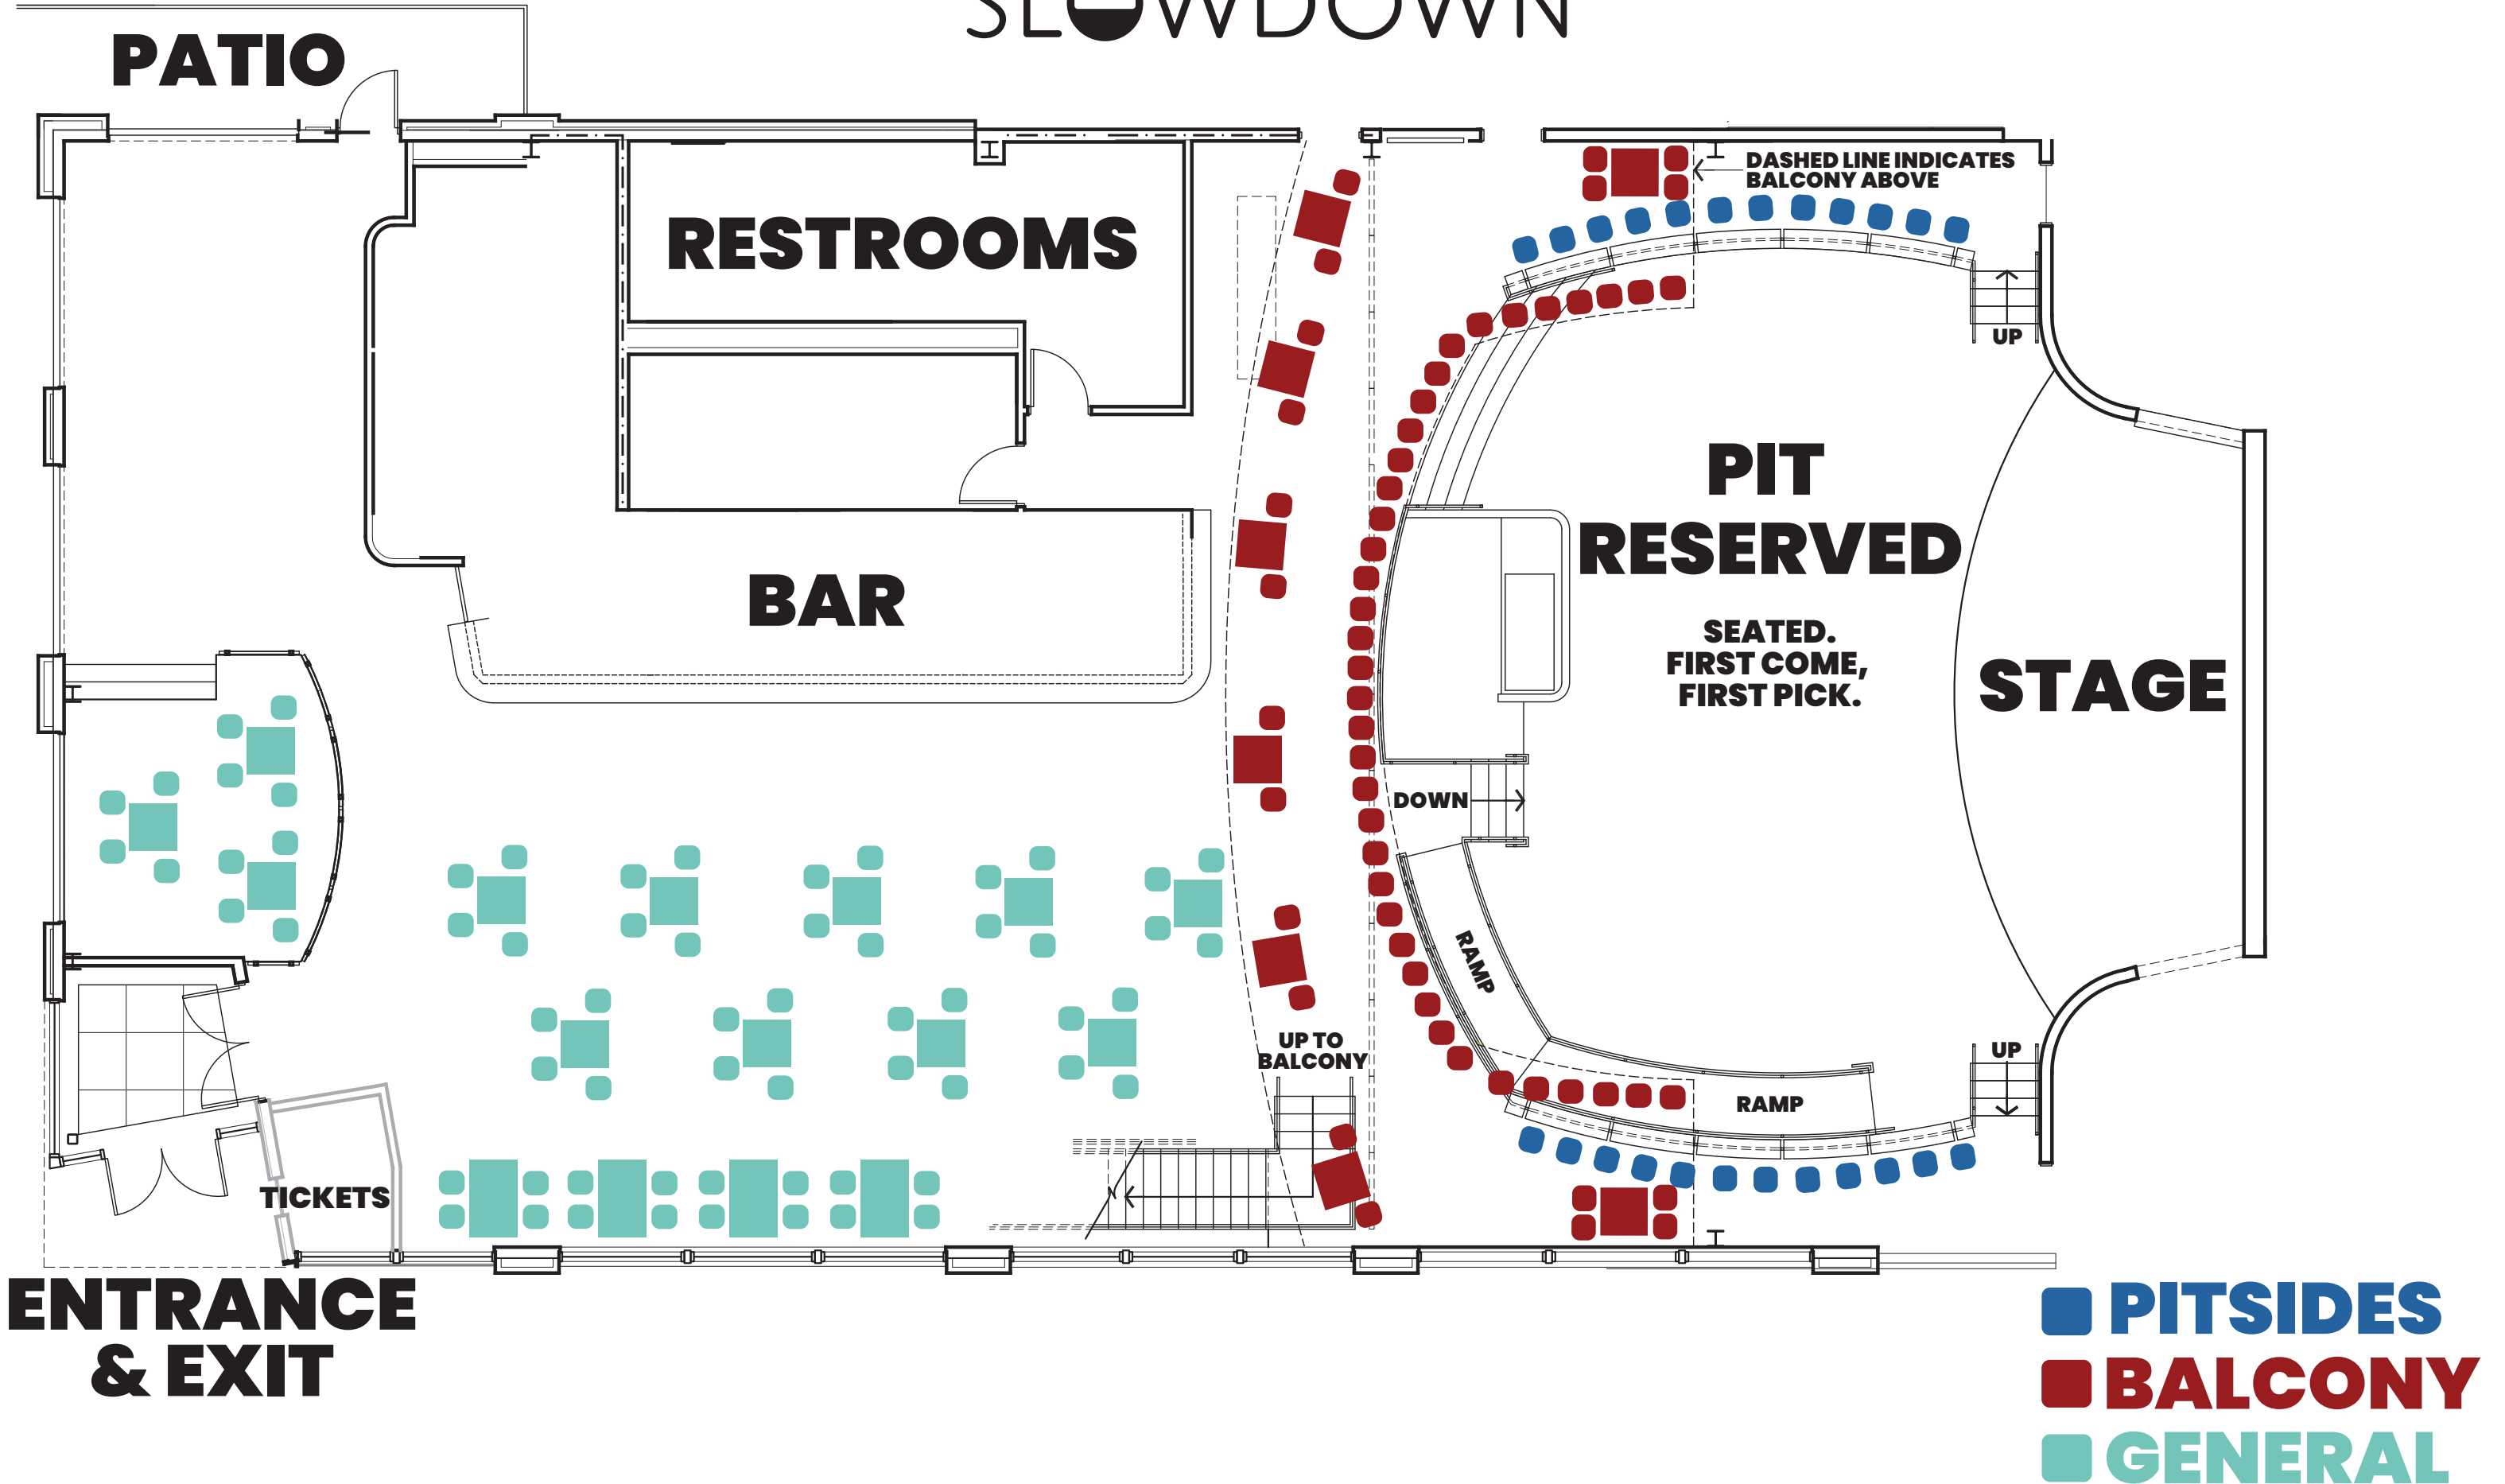 SLOWDOWN
PATIO
DASHED LINE INDICATES
BALCONY ABOVE
RESTROOMS
UP
PIT
RESERVED
BAR
SEATED.
FIRST COME,
FIRST PICK.
STAGE
DOWN
RAMP
UP TO
BALCONY
UP
RAMP
TICKETS
ENTRANCE
& EXIT
PITSIDES
BALCONY
GENERAL